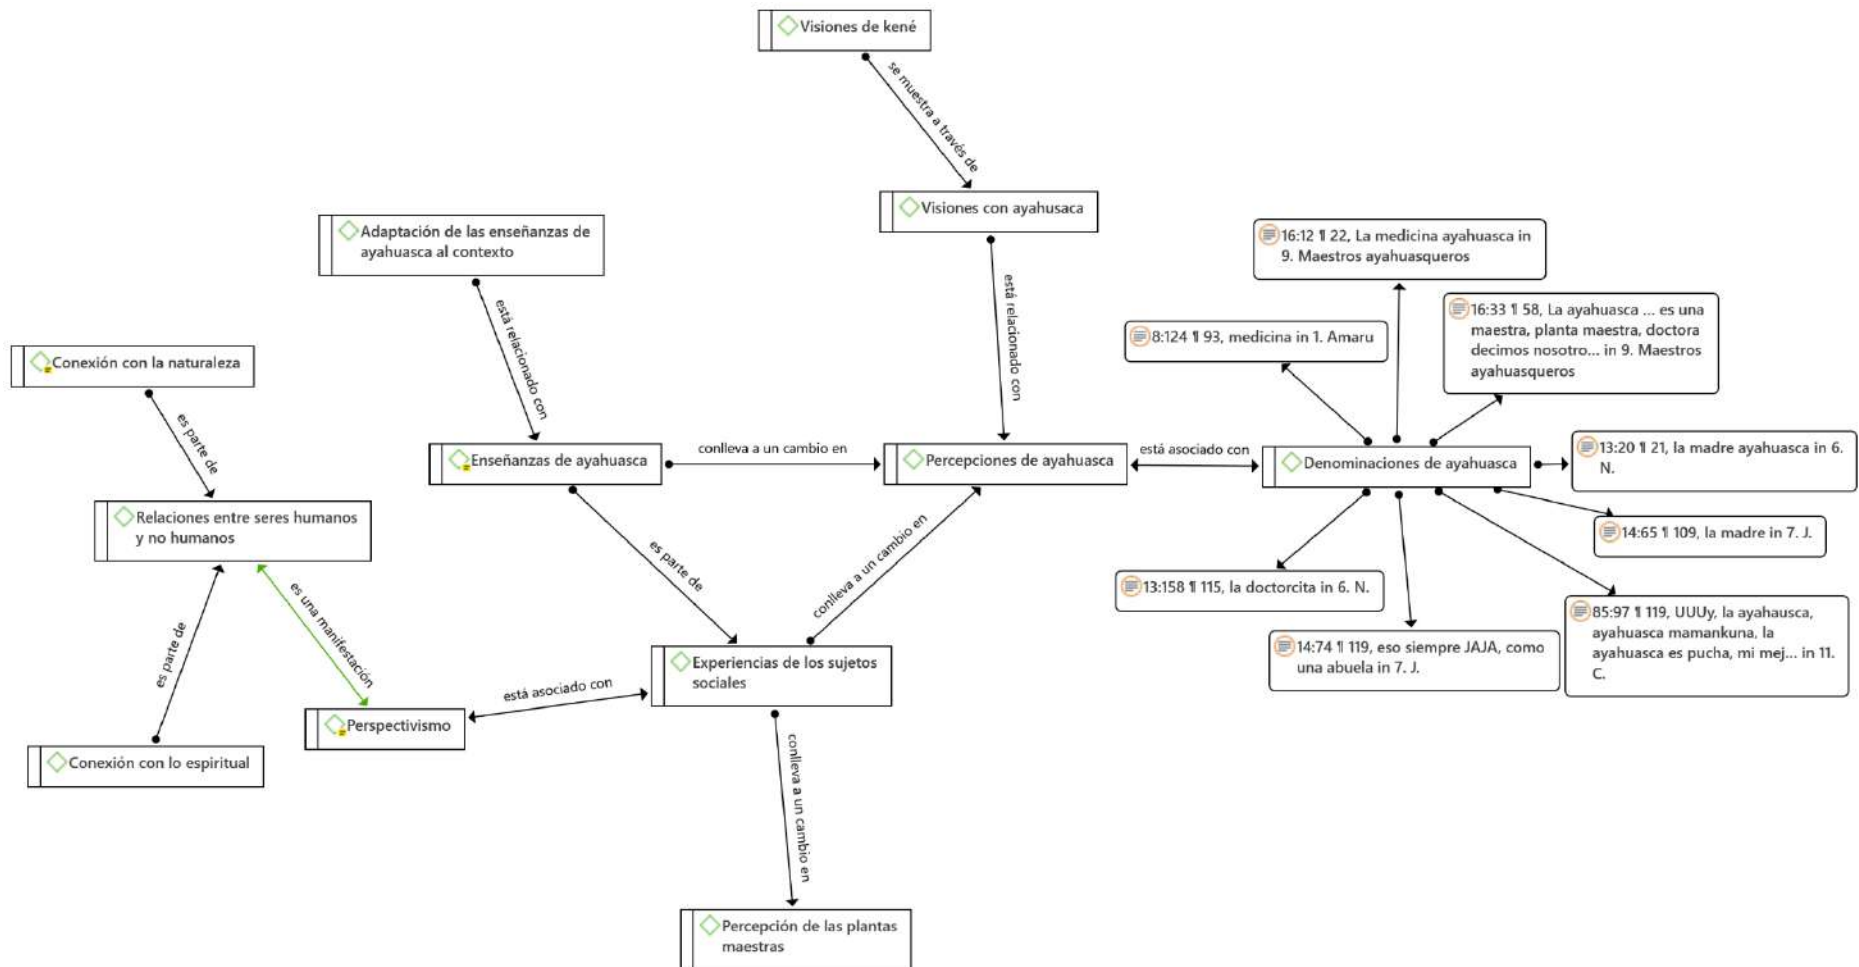 Visiones de kené
se muestra a través de
Visiones con ayahusaca
está relacionado con
Adaptación de las enseñanzas de
ayahuasca al contexto
está relacionado con
Conexión con la naturaleza
es parte de
Relaciones entre seres humanos
y no humanos
es parte de
Conexión con lo espiritual
es una manifestación
Perspectivismo
está asociado con
Enseñanzas de ayahuasca
conlleva a un cambio en
Percepciones de ayahuasca
está asociado con
Denominaciones de ayahuasca
es parte de
conlleva a un cambio en
Experiencias de los sujetos
sociales
conlleva a un cambio en
Percepción de las plantas
maestras
16:12 ¶ 22, La medicina ayahuasca in
9. Maestros ayahuasqueros
8:124 ¶ 93, medicina in 1. Amaru
16:33 ¶ 58, La ayahuasca ... es una
maestra, planta maestra, doctora
decimos nosotro... in 9. Maestros
ayahuasqueros
13:20 ¶ 21, la madre ayahuasca in 6.
N.
14:65 ¶ 109, la madre in 7. J.
13:158 ¶ 115, la doctorcita in 6. N.
14:74 ¶ 119, eso siempre JAJA, como
una abuela in 7. J.
85:97 ¶ 119, UUUy, la ayahausca,
ayahuasca mamankuna, la
ayahuasca es pucha, mi mej... in 11.
C.